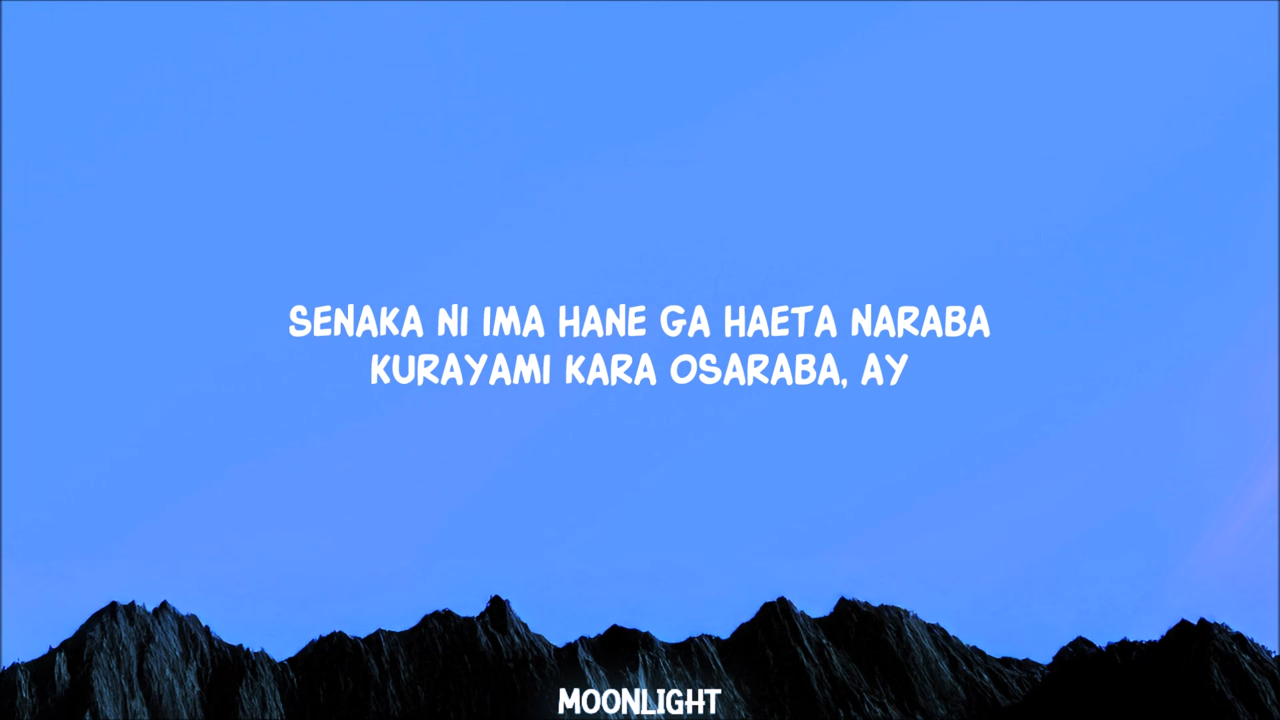 SENAKA NI IMA HANE GA HAETA NARABA
KURAYAMI KARA OSARABA, AY
MOONLIGHT